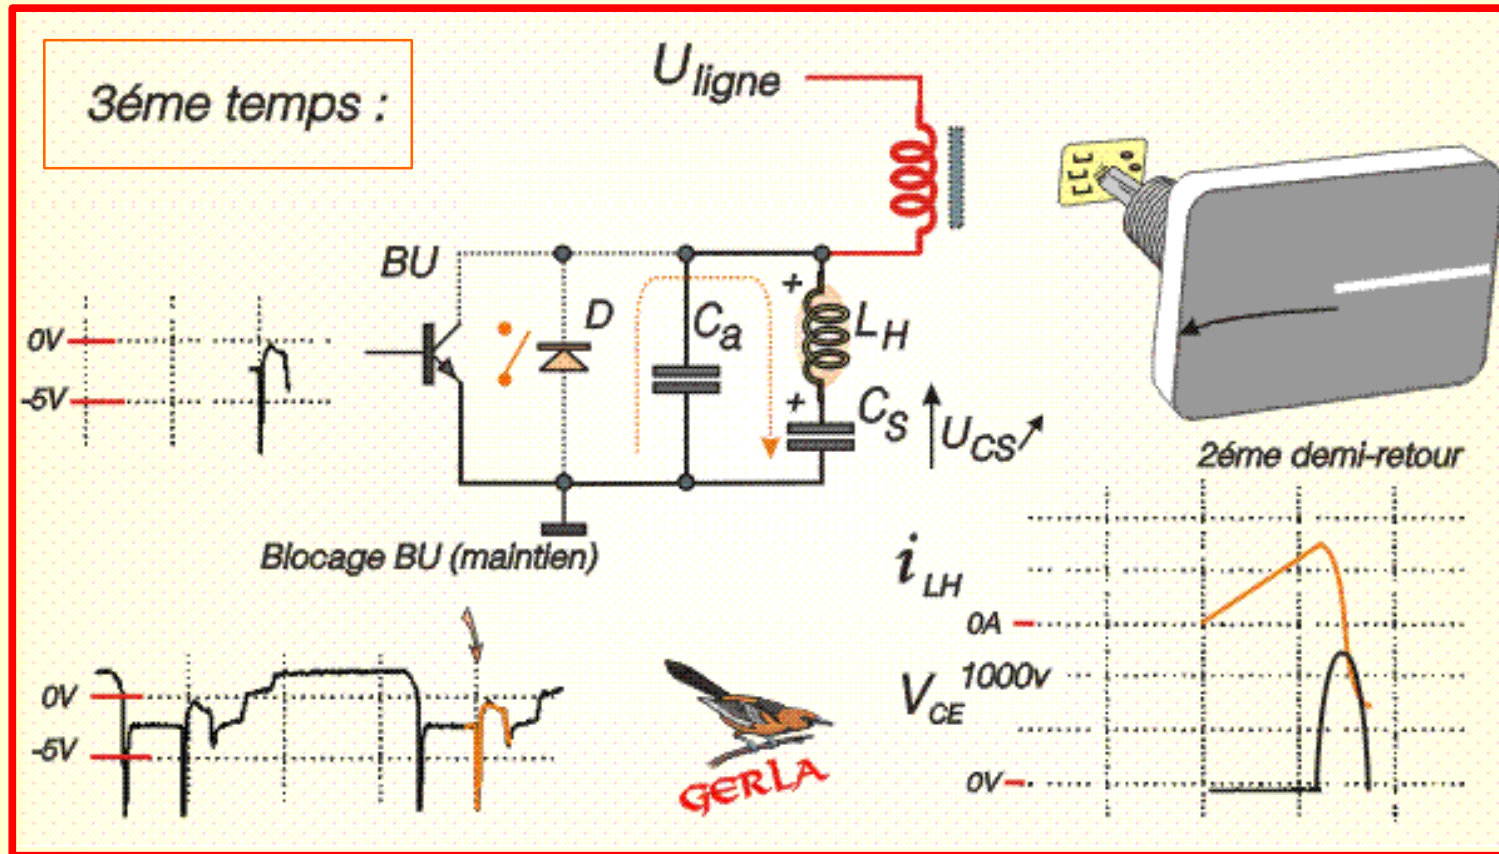 3éme temps :
U ligne
BU
D
Ca
LH
+
+
CS
UCS
0V
-5V
2éme demi-retour
Blocage BU (maintien)
i LH
0A
VCE
1000v
0V
0V
-5V
GERLA